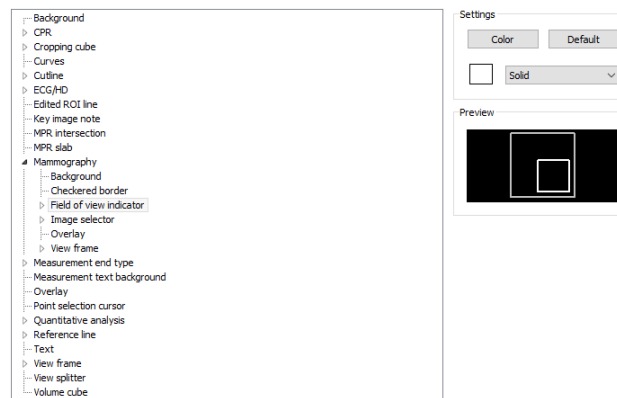 Background
CPR
Cropping cube
Curves
Cutline
ECG/HD
Edited ROI line
Key image note
MPR intersection
MPR slab
Mammography
Background
Checkered border
Field of view indicator
Image selector
Overlay
View frame
Measurement end type
Measurement text background
Overlay
Point selection cursor
Quantitative analysis
Reference line
Text
View frame
View splitter
Volume cube
Settings
Color Default
Solid
Preview